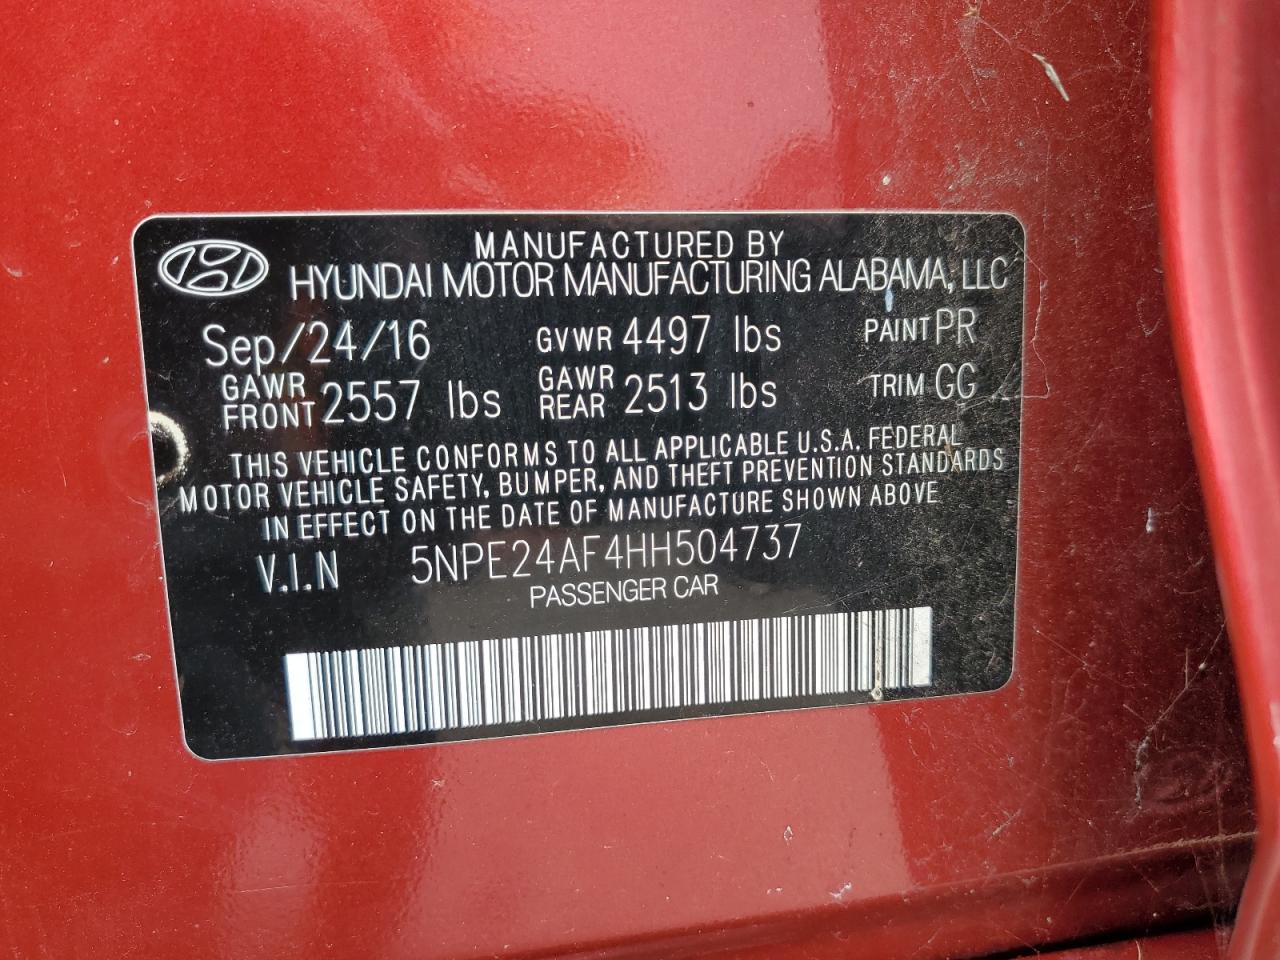 MANUFACTURED BY
HYUNDAI MOTOR MANUFACTURING ALABAMA, LLC
Sep/24/16 GVWR 4497 lbs PAINT PR
GAWR FRONT 2557 lbs GAWR REAR 2513 lbs TRIM GG
THIS VEHICLE CONFORMS TO ALL APPLICABLE U.S.A. FEDERAL
MOTOR VEHICLE SAFETY, BUMPER, AND THEFT PREVENTION STANDARDS
IN EFFECT ON THE DATE OF MANUFACTURE SHOWN ABOVE
V.I.N 5NPE24AF4HH504737
PASSENGER CAR